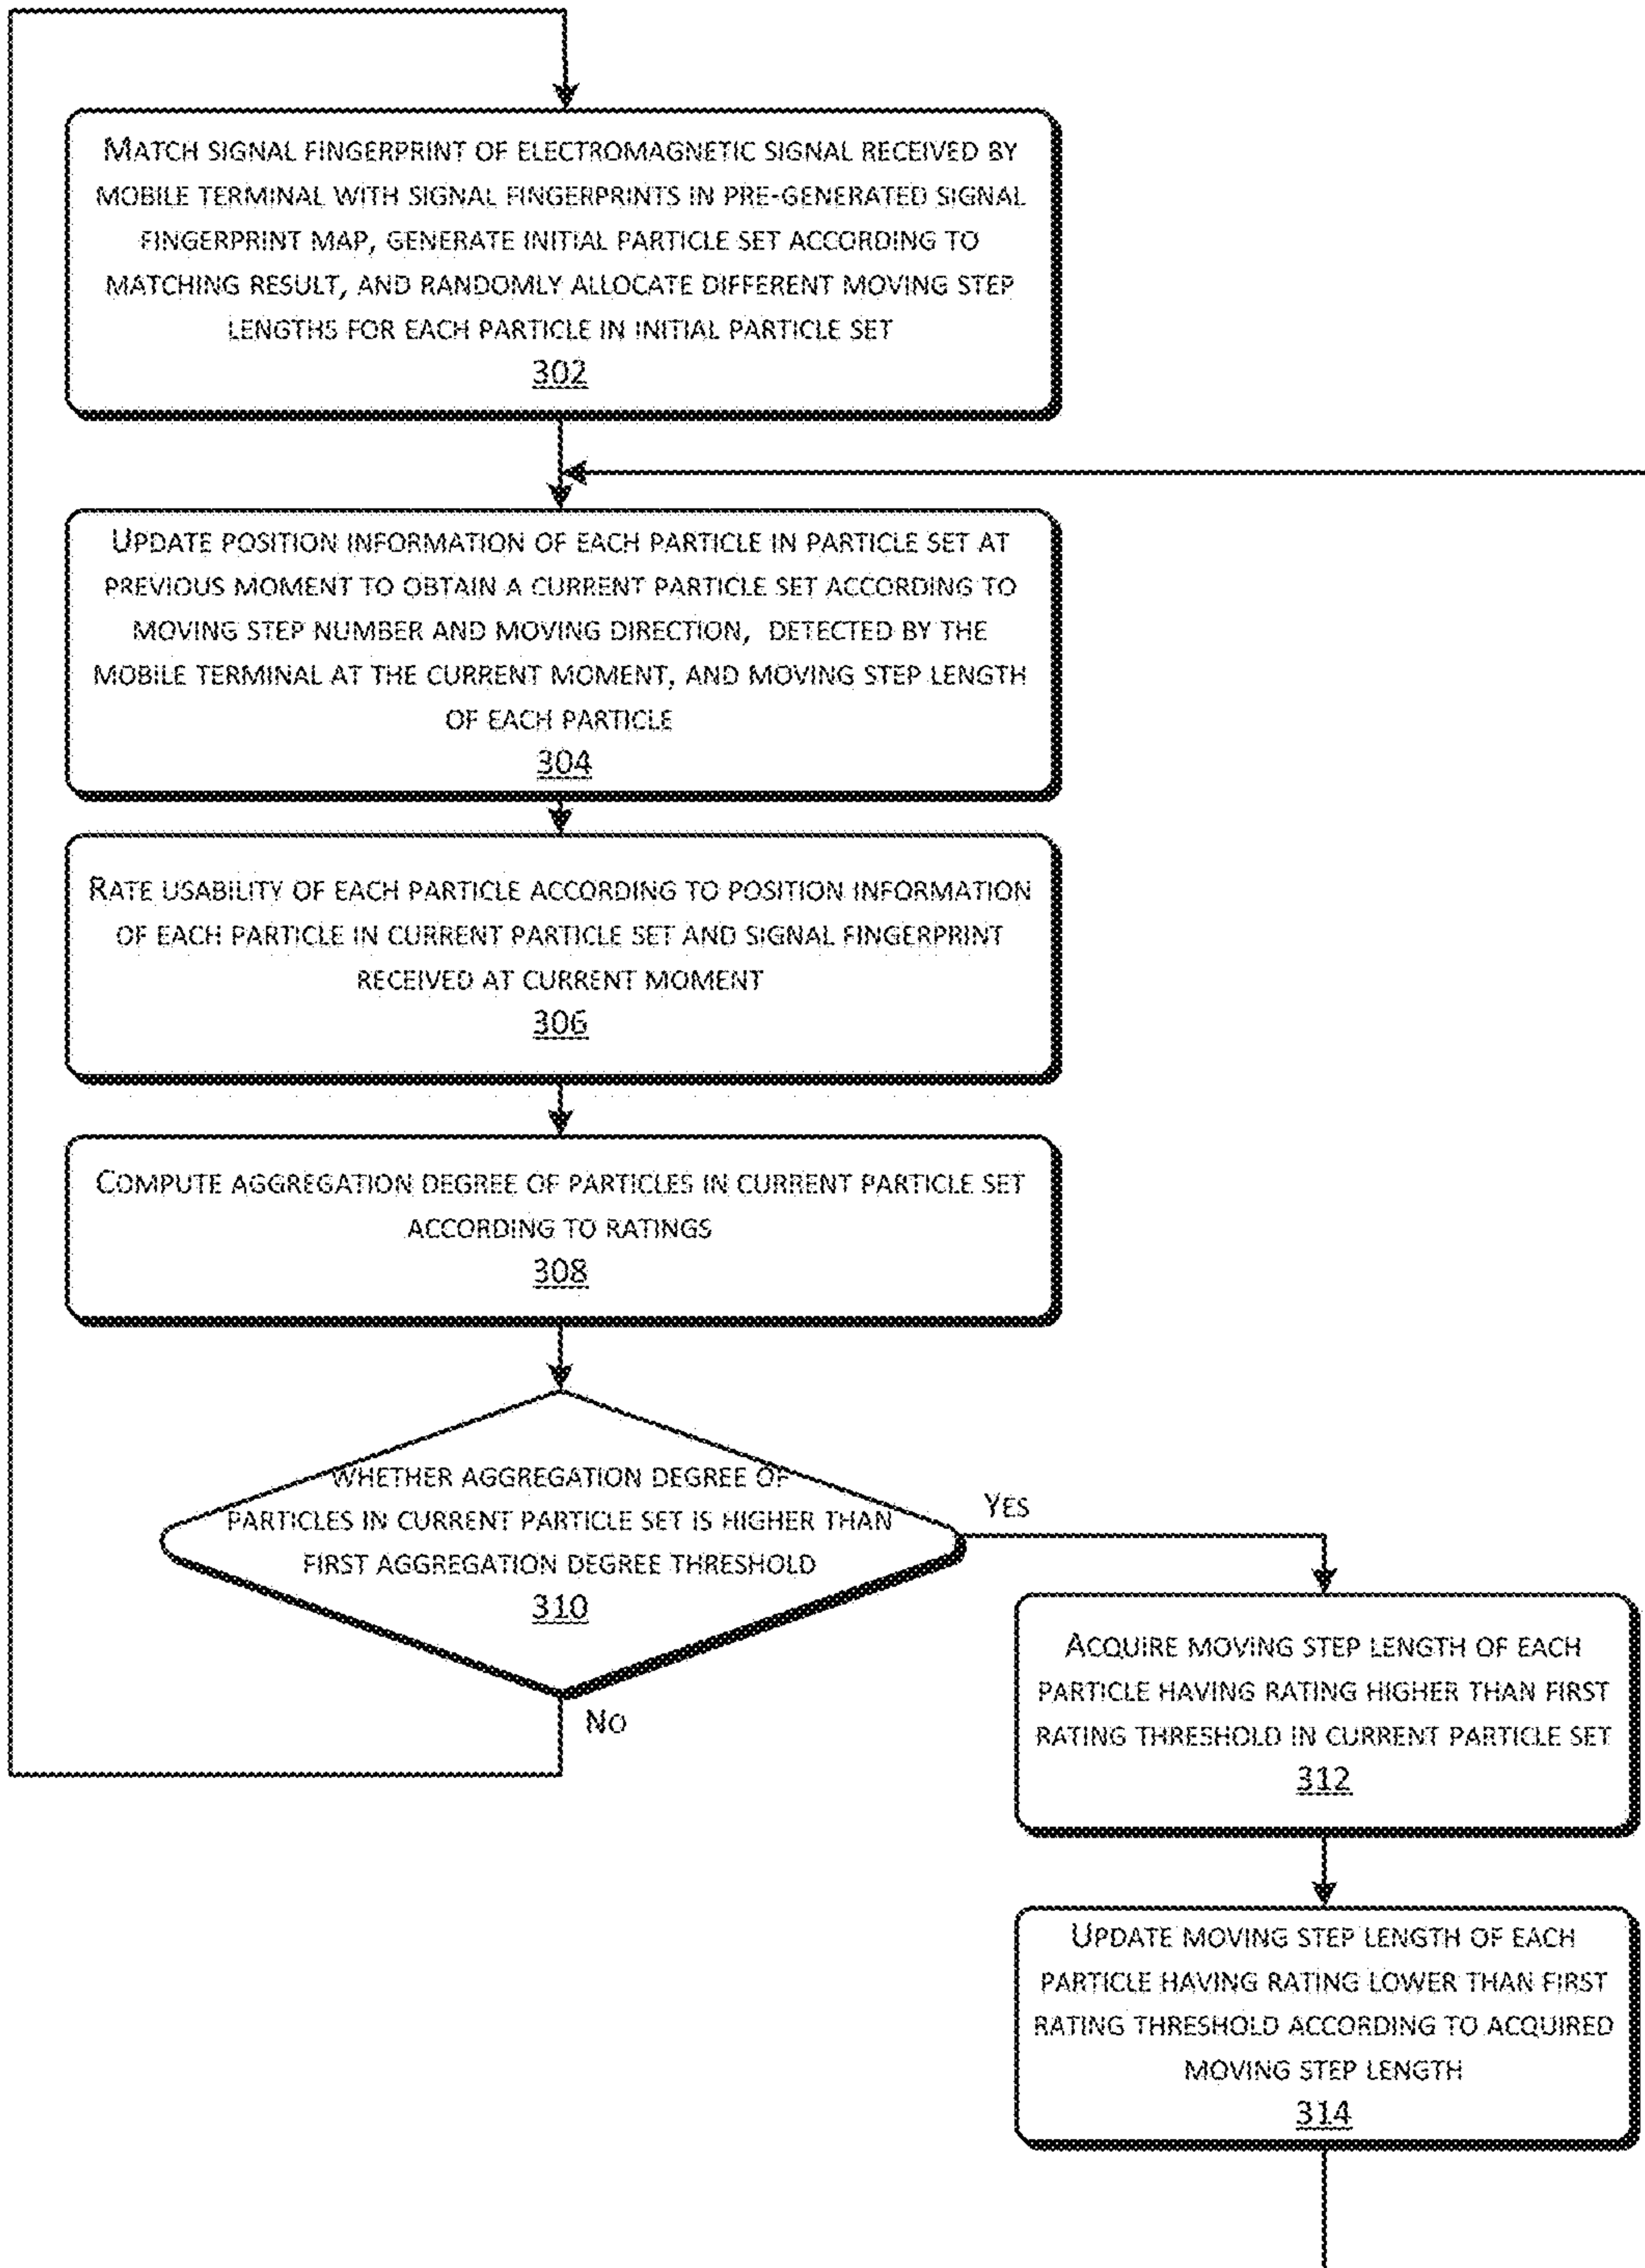 MATCH SIGNAL FINGERPRINT OF ELECTROMAGNETIC SIGNAL RECEIVED BY
MOBILE TERMINAL WITH SIGNAL FINGERPRINTS IN PRE-GENERATED SIGNAL
FINGERPRINT MAP, GENERATE INITIAL PARTICLE SET ACCORDING TO
MATCHING RESULT, AND RANDOMLY ALLOCATE DIFFERENT MOVING STEP
LENGTHS FOR EACH PARTICLE IN INITIAL PARTICLE SET
302
UPDATE POSITION INFORMATION OF EACH PARTICLE IN PARTICLE SET AT
PREVIOUS MOMENT TO OBTAIN A CURRENT PARTICLE SET ACCORDING TO
MOVING STEP NUMBER AND MOVING DIRECTION, DETECTED BY THE
MOBILE TERMINAL AT THE CURRENT MOMENT, AND MOVING STEP LENGTH
OF EACH PARTICLE
304
RATE USABILITY OF EACH PARTICLE ACCORDING TO POSITION INFORMATION
OF EACH PARTICLE IN CURRENT PARTICLE SET AND SIGNAL FINGERPRINT
RECEIVED AT CURRENT MOMENT
306
COMPUTE AGGREGATION DEGREE OF PARTICLES IN CURRENT PARTICLE SET
ACCORDING TO RATINGS
308
WHETHER AGGREGATION DEGREE OF
PARTICLES IN CURRENT PARTICLE SET IS HIGHER THAN
FIRST AGGREGATION DEGREE THRESHOLD
310
YES
NO
ACQUIRE MOVING STEP LENGTH OF EACH
PARTICLE HAVING RATING HIGHER THAN FIRST
RATING THRESHOLD IN CURRENT PARTICLE SET
312
UPDATE MOVING STEP LENGTH OF EACH
PARTICLE HAVING RATING LOWER THAN FIRST
RATING THRESHOLD ACCORDING TO ACQUIRED
MOVING STEP LENGTH
314